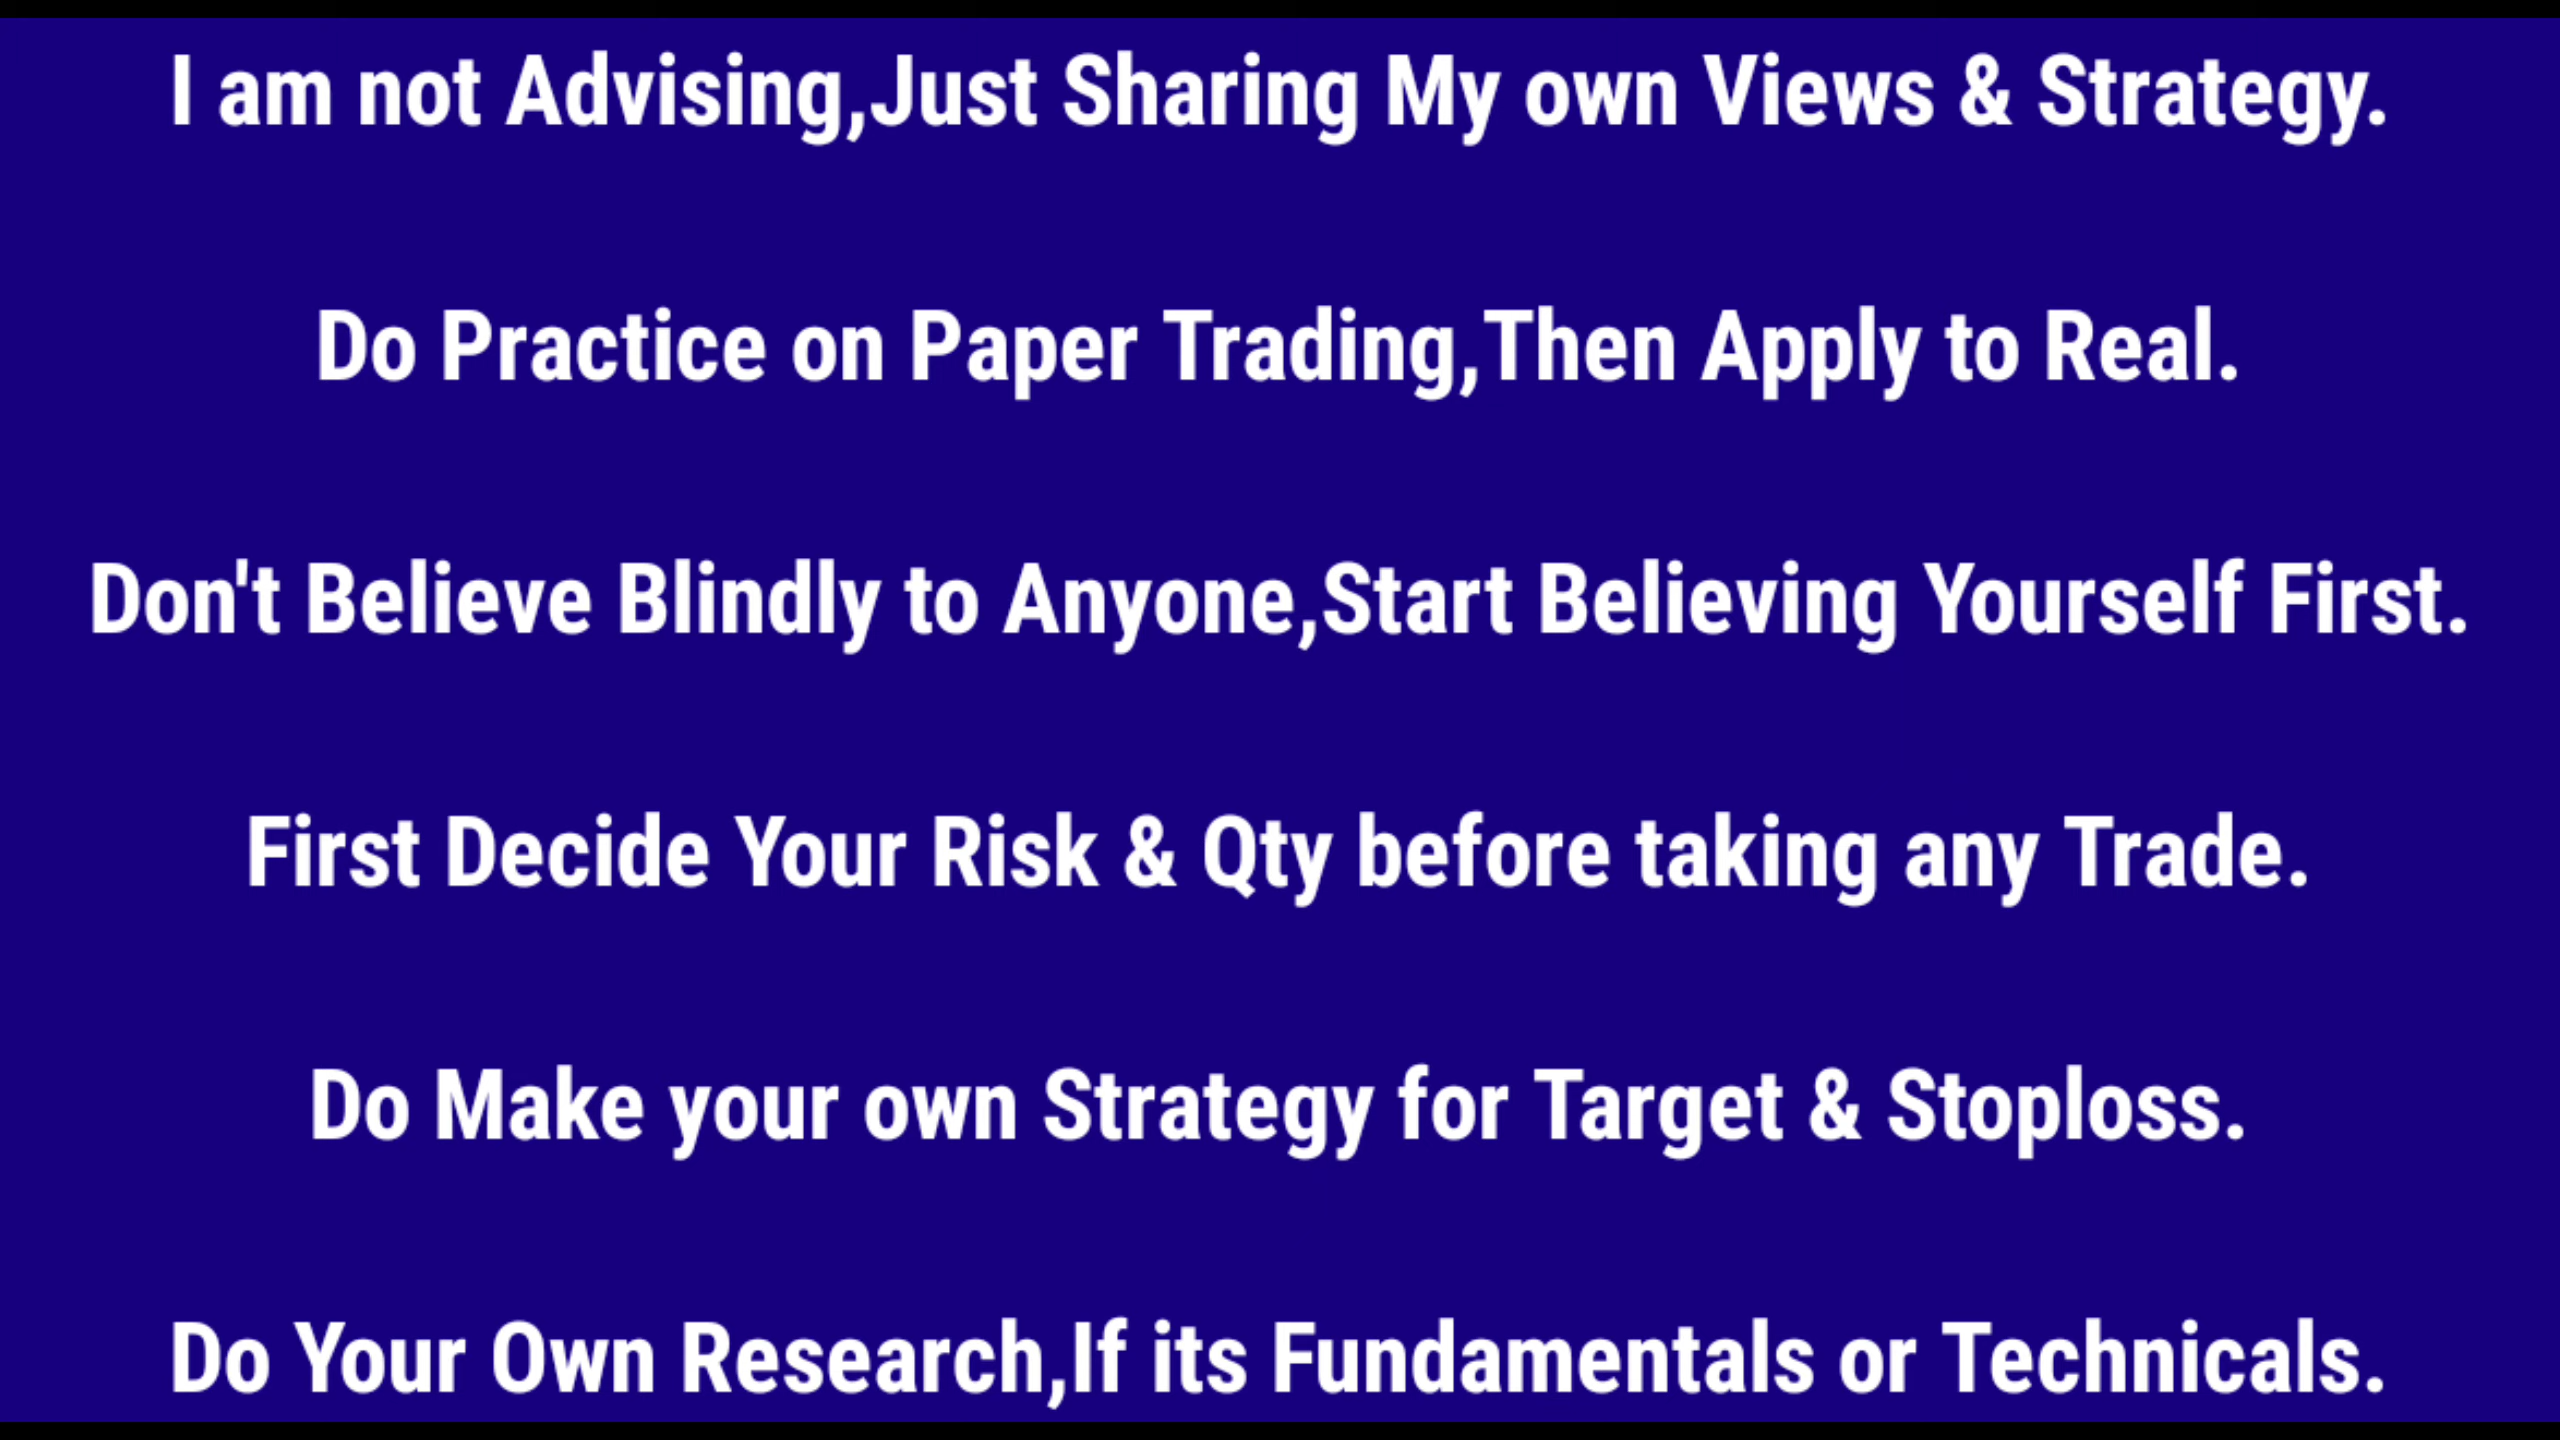 I am not Advising,Just Sharing My own Views & Strategy.
Do Practice on Paper Trading,Then Apply to Real.
Don't Believe Blindly to Anyone,Start Believing Yourself First.
First Decide Your Risk & Qty before taking any Trade.
Do Make your own Strategy for Target & Stoploss.
Do Your Own Research,If its Fundamentals or Technicals.